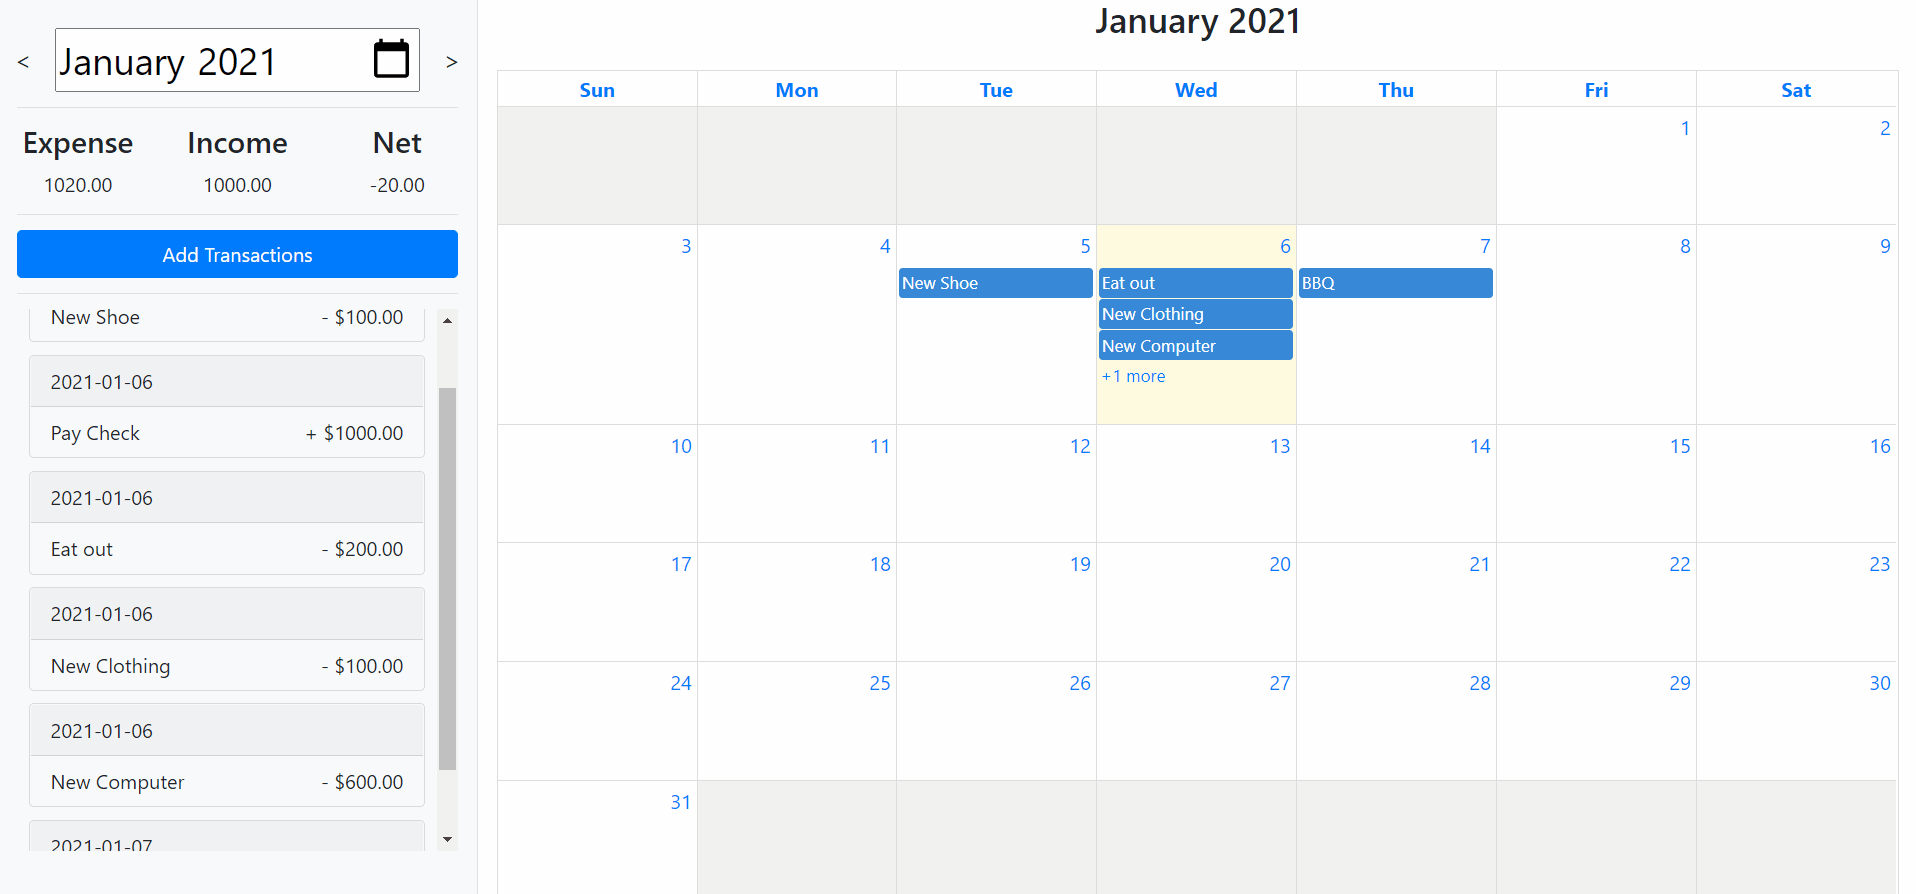 < January 2021 >
Expense Income Net
1020.00 1000.00 -20.00
Add Transactions
New Shoe - $100.00
2021-01-06
Pay Check + $1000.00
2021-01-06
Eat out - $200.00
2021-01-06
New Clothing - $100.00
2021-01-06
New Computer - $600.00
2021-01-07
January 2021
Sun Mon Tue Wed Thu Fri Sat
1 2
3 4 5 6 7 8 9
New Shoe Eat out BBQ
New Clothing
New Computer
+1 more
10 11 12 13 14 15 16
17 18 19 20 21 22 23
24 25 26 27 28 29 30
31